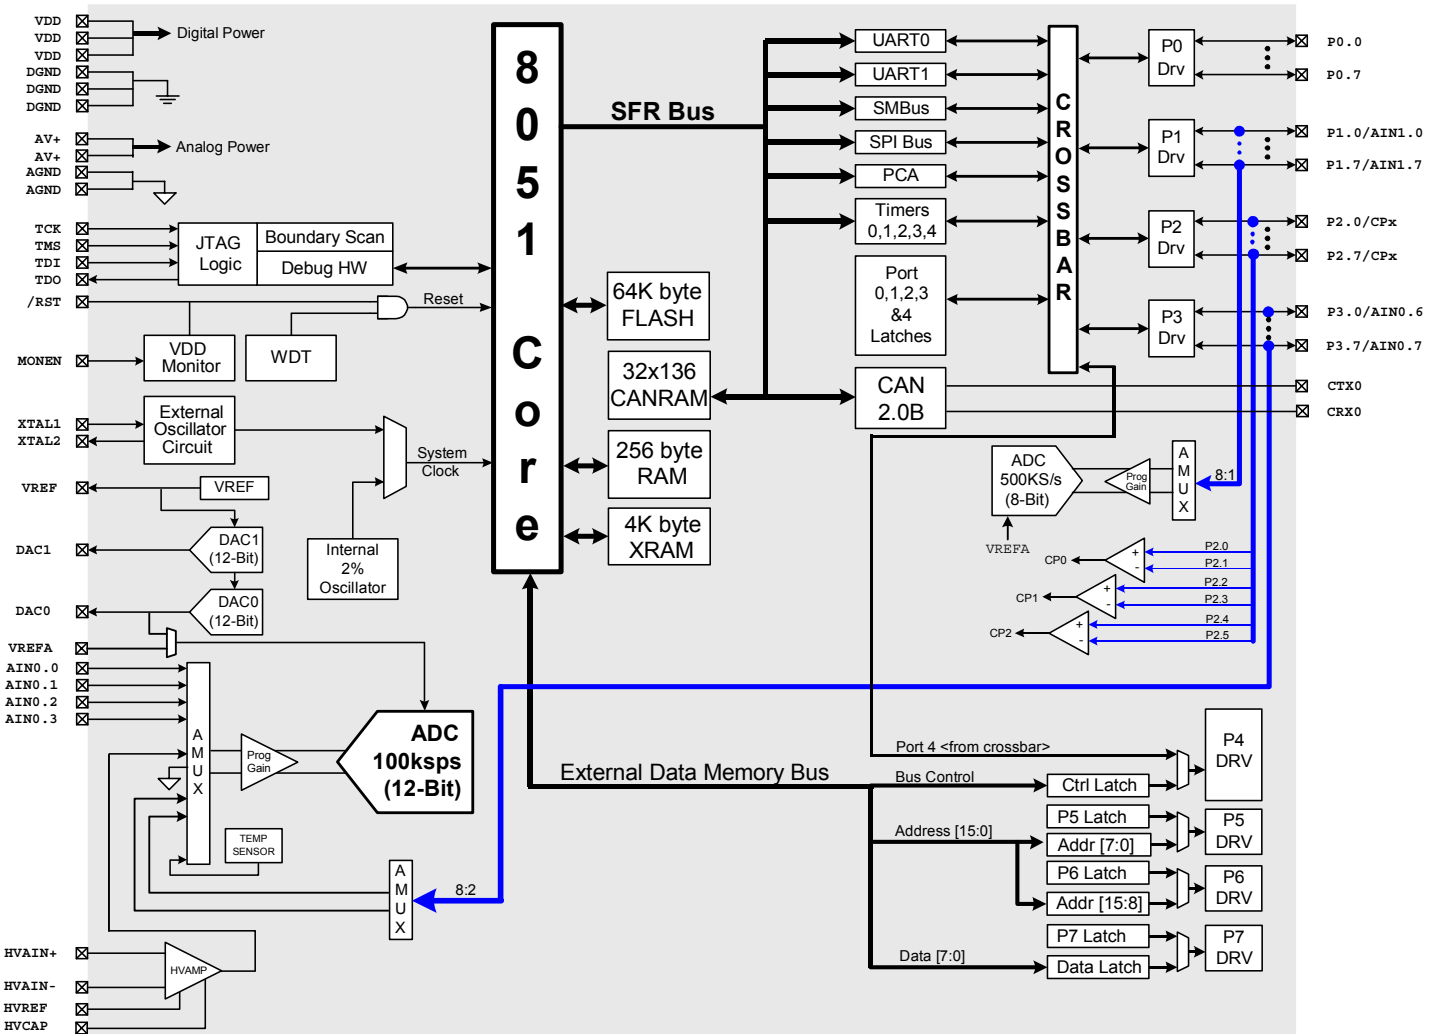 VDD
VDD
VDD
DGND
DGND
DGND
Digital Power
AV+
AV+
AGND
AGND
Analog Power
TCK
TMS
TDI
TDO
JTAG
Logic
Boundary Scan
Debug HW
/RST
Reset
MONEN
VDD
Monitor
WDT
XTAL1
XTAL2
External
Oscillator
Circuit
System
Clock
VREF
VREF
DAC1
DAC1
(12-Bit)
Internal
2%
Oscillator
DAC0
DAC0
(12-Bit)
VREFA
AIN0.0
AIN0.1
AIN0.2
AIN0.3
A
M
U
X
Prog
Gain
ADC
100ksps
(12-Bit)
TEMP
SENSOR
A
M
U
X
8:2
HVAIN+
HVAIN-
HVREF
HVCAP
HVAMP
8
0
5
1
C
o
r
e
SFR Bus
64K byte
FLASH
32x136
CANRAM
256 byte
RAM
4K byte
XRAM
External Data Memory Bus
UART0
UART1
SMBus
SPI Bus
PCA
Timers
0,1,2,3,4
Port
0,1,2,3
&4
Latches
CAN
2.0B
C
R
O
S
S
B
A
R
P0
Drv
P1
Drv
P2
Drv
P3
Drv
P0.0
P0.7
P1.0/AIN1.0
P1.7/AIN1.7
P2.0/CPx
P2.7/CPx
P3.0/AIN0.6
P3.7/AIN0.7
CTX0
CRX0
ADC
500KS/s
(8-Bit)
Prog
Gain
A
M
U
X
8:1
VREFA
CP0
+
-
P2.0
P2.1
CP1
+
-
P2.2
P2.3
CP2
+
-
P2.4
P2.5
Port 4 <from crossbar>
Bus Control
Ctrl Latch
P4
DRV
Address [15:0]
P5 Latch
Addr [7:0]
P5
DRV
P6 Latch
Addr [15:8]
P6
DRV
Data [7:0]
P7 Latch
Data Latch
P7
DRV